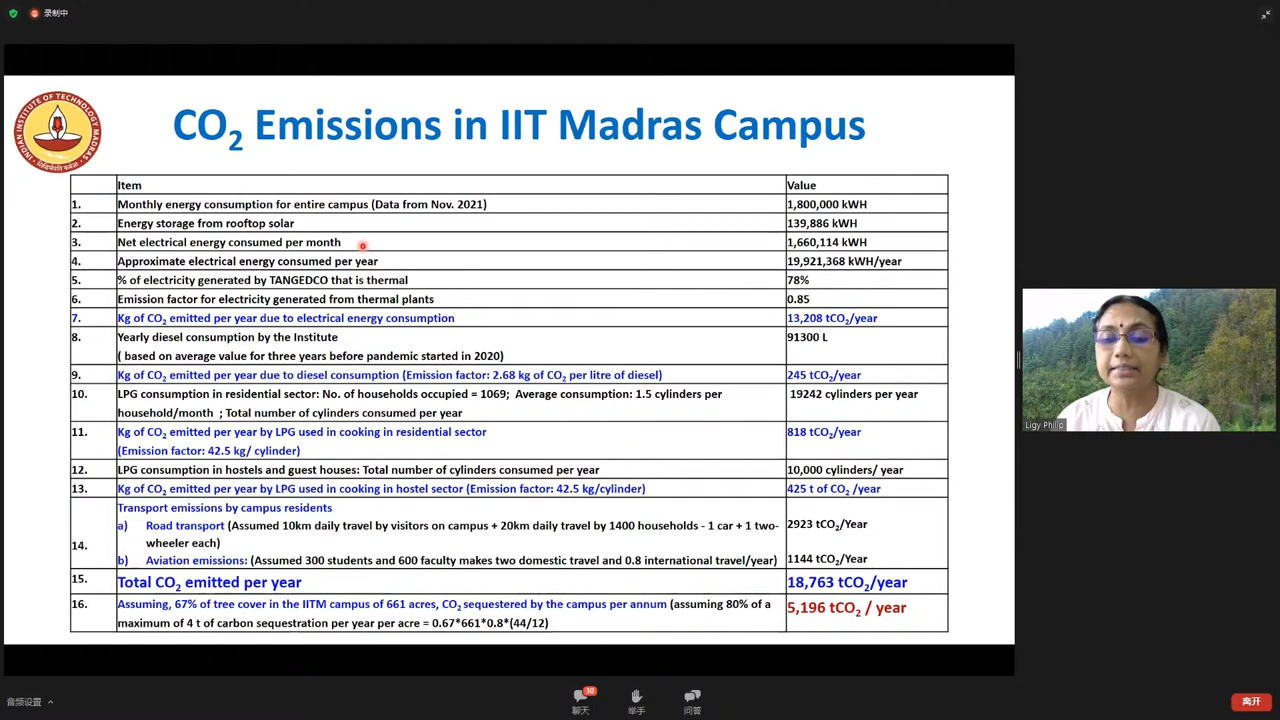 录制中
INDIAN INSTITUTE OF TECHNOLOGY MADRAS
सिद्धिर्भवति कर्मजा
CO2 Emissions in IIT Madras Campus
Item Value
1. Monthly energy consumption for entire campus (Data from Nov. 2021) 1,800,000 kWH
2. Energy storage from rooftop solar 139,886 kWH
3. Net electrical energy consumed per month 1,660,114 kWH
4. Approximate electrical energy consumed per year 19,921,368 kWH/year
5. % of electricity generated by TANGEDCO that is thermal 78%
6. Emission factor for electricity generated from thermal plants 0.85
7. Kg of CO2 emitted per year due to electrical energy consumption 13,208 tCO2/year
8. Yearly diesel consumption by the Institute 91300 L
( based on average value for three years before pandemic started in 2020)
9. Kg of CO2 emitted per year due to diesel consumption (Emission factor: 2.68 kg of CO2 per litre of diesel) 245 tCO2/year
10. LPG consumption in residential sector: No. of households occupied = 1069; Average consumption: 1.5 cylinders per 19242 cylinders per year
household/month ; Total number of cylinders consumed per year
11. Kg of CO2 emitted per year by LPG used in cooking in residential sector 818 tCO2/year
(Emission factor: 42.5 kg/ cylinder)
12. LPG consumption in hostels and guest houses: Total number of cylinders consumed per year 10,000 cylinders/ year
13. Kg of CO2 emitted per year by LPG used in cooking in hostel sector (Emission factor: 42.5 kg/cylinder) 425 t of CO2 /year
Transport emissions by campus residents
a) Road transport (Assumed 10km daily travel by visitors on campus + 20km daily travel by 1400 households - 1 car + 1 two- 2923 tCO2/Year
wheeler each)
14.
b) Aviation emissions: (Assumed 300 students and 600 faculty makes two domestic travel and 0.8 international travel/year) 1144 tCO2/Year
15. Total CO2 emitted per year 18,763 tCO2/year
16. Assuming, 67% of tree cover in the IITM campus of 661 acres, CO2 sequestered by the campus per annum (assuming 80% of a 5,196 tCO2 / year
maximum of 4 t of carbon sequestration per year per acre = 0.67*661*0.8*(44/12)
Ligy Philip
音频设置
30
聊天
举手
问答
离开